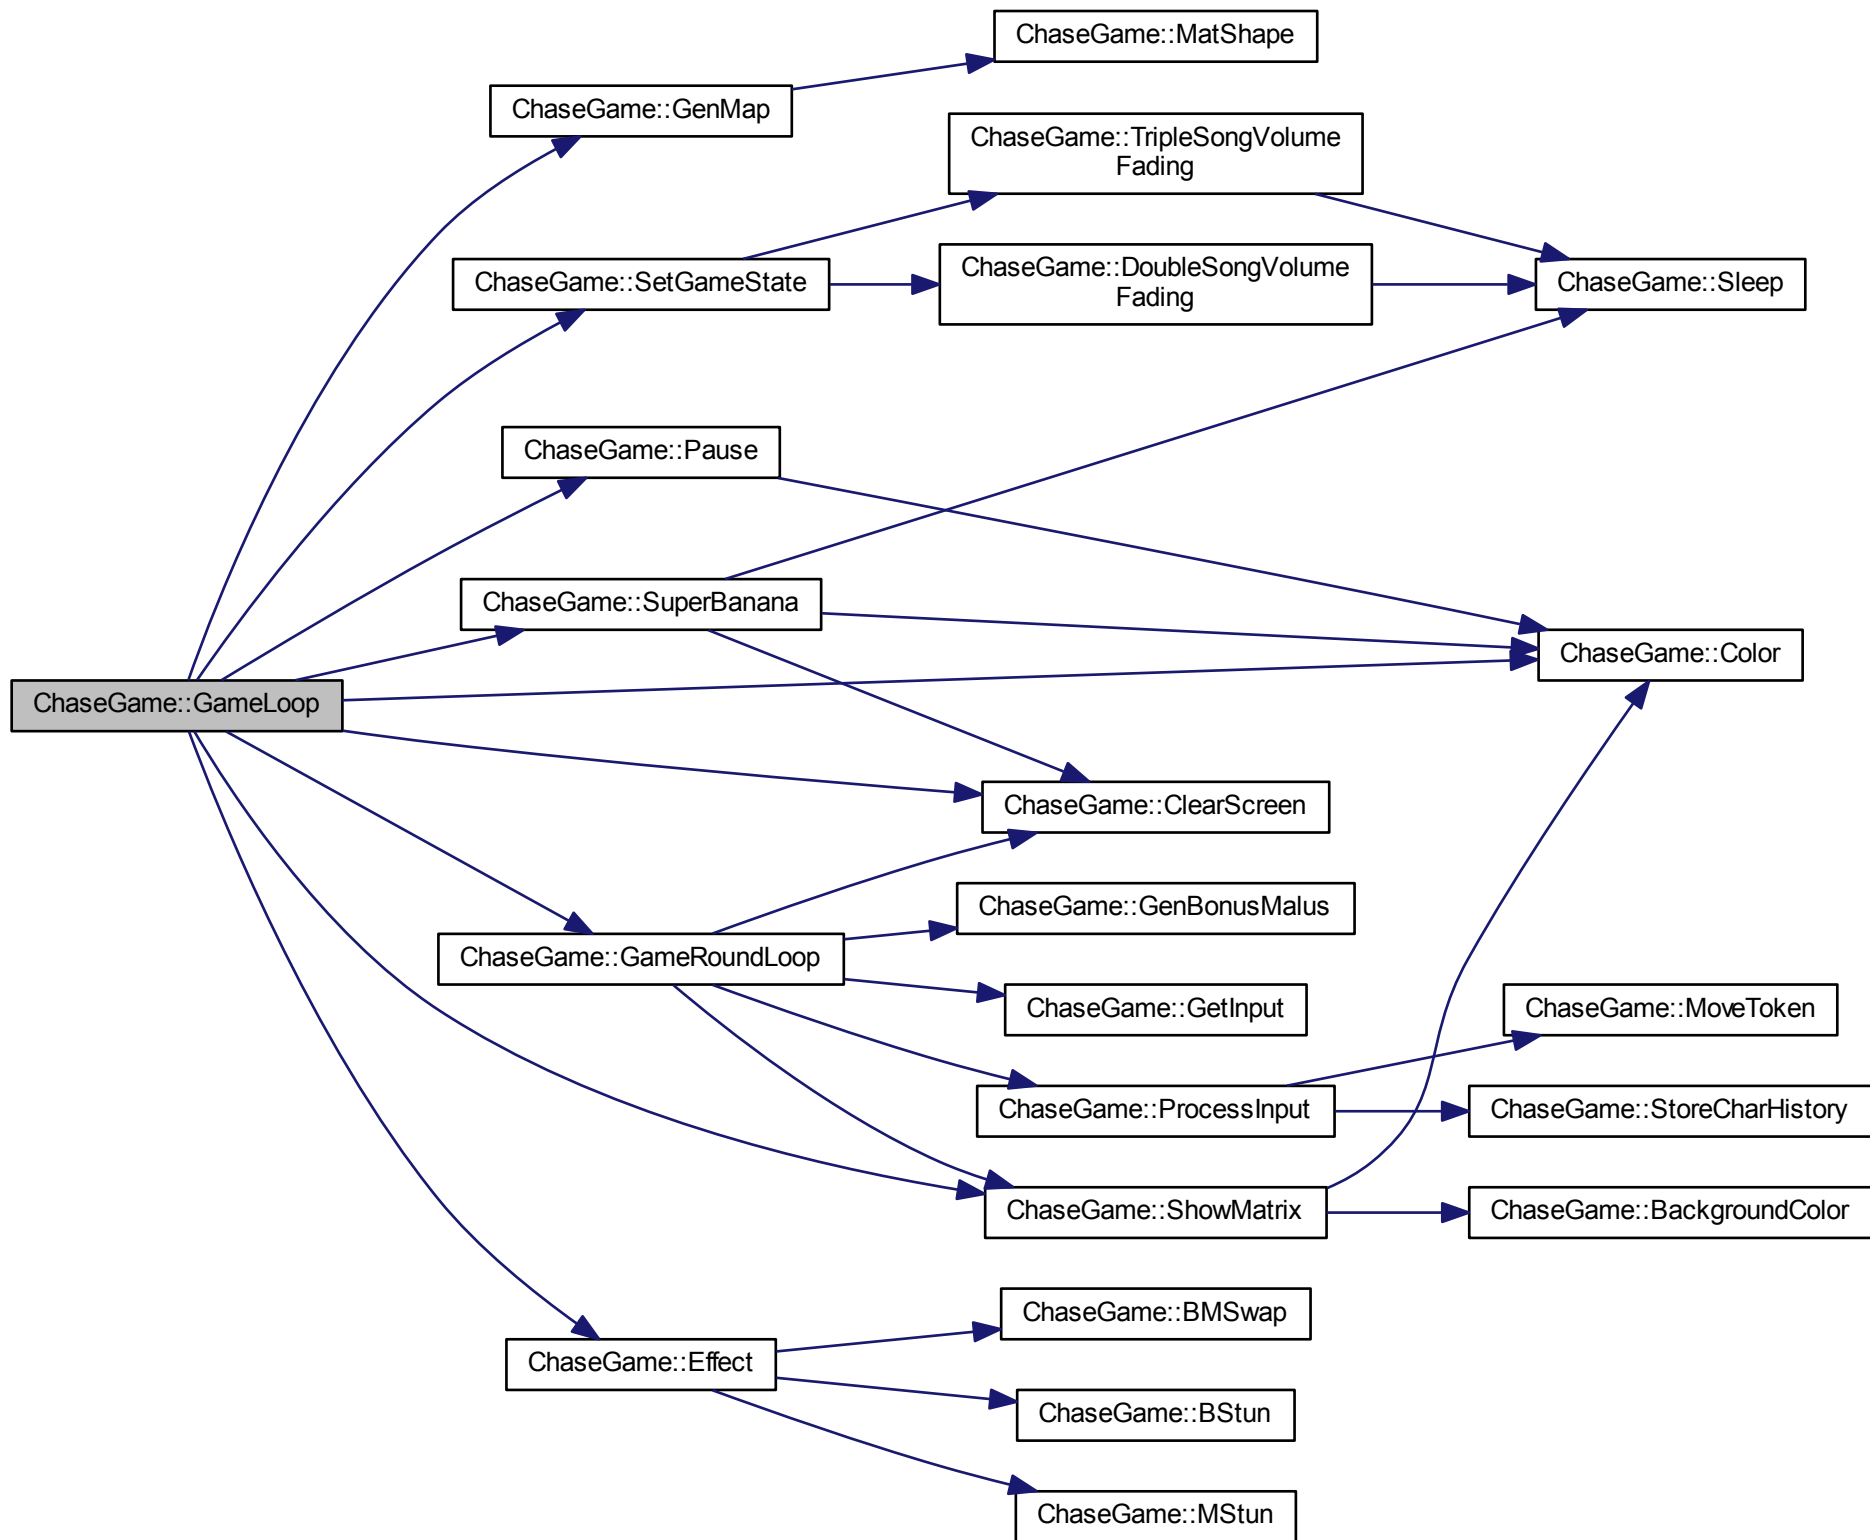 ChaseGame::MatShape
ChaseGame::GenMap
ChaseGame::TripleSongVolume
Fading
ChaseGame::DoubleSongVolume
Fading
ChaseGame::SetGameState
ChaseGame::Sleep
ChaseGame::Pause
ChaseGame::SuperBanana
ChaseGame::Color
ChaseGame::GameLoop
ChaseGame::ClearScreen
ChaseGame::GenBonusMalus
ChaseGame::GameRoundLoop
ChaseGame::GetInput
ChaseGame::MoveToken
ChaseGame::ProcessInput
ChaseGame::StoreCharHistory
ChaseGame::ShowMatrix
ChaseGame::BackgroundColor
ChaseGame::BMSwap
ChaseGame::Effect
ChaseGame::BStun
ChaseGame::MStun